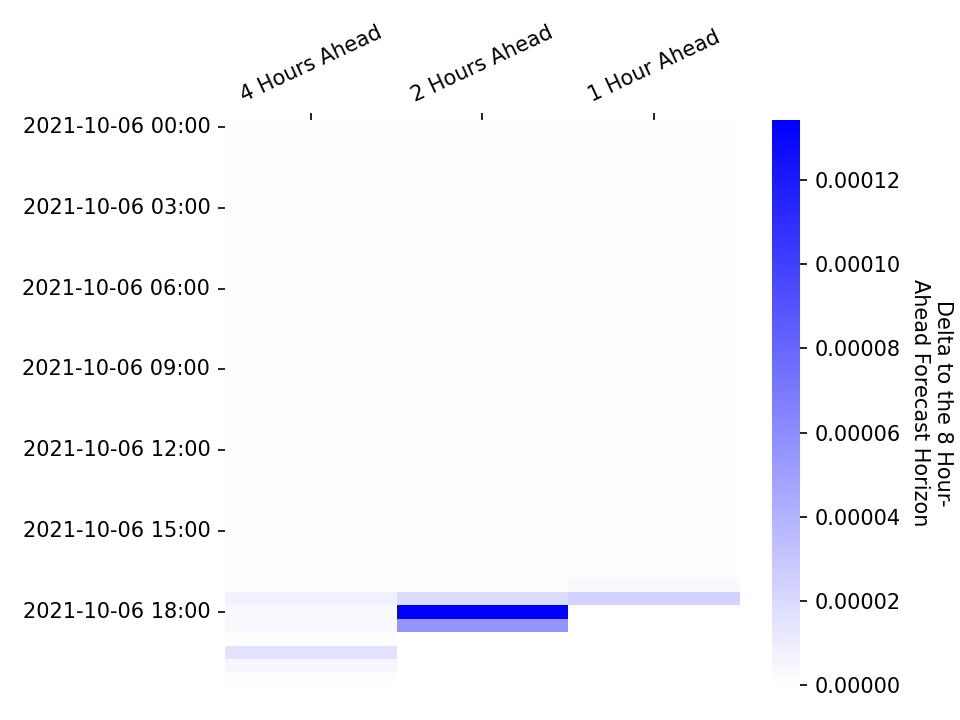 4 Hours Ahead
2 Hours Ahead
1 Hour Ahead
2021-10-06 00:00
2021-10-06 03:00
2021-10-06 06:00
2021-10-06 09:00
2021-10-06 12:00
2021-10-06 15:00
2021-10-06 18:00
0.00012
0.00010
0.00008
0.00006
0.00004
0.00002
0.00000
Delta to the 8 Hour-
Ahead Forecast Horizon